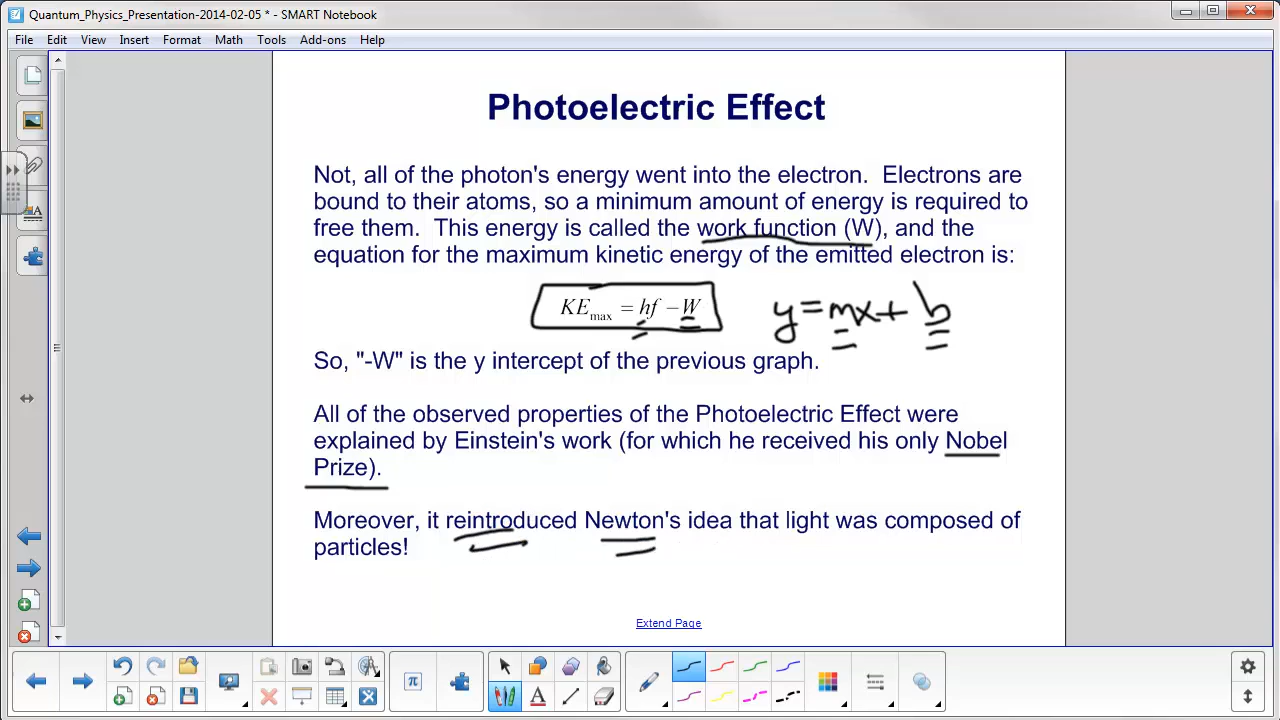 Quantum_Physics_Presentation-2014-02-05 * - SMART Notebook
File Edit View Insert Format Math Tools Add-ons Help
Photoelectric Effect
Not, all of the photon's energy went into the electron. Electrons are
bound to their atoms, so a minimum amount of energy is required to
free them. This energy is called the work function (W), and the
equation for the maximum kinetic energy of the emitted electron is:
KEmax = hf − W
y = mx + b
So, "-W" is the y intercept of the previous graph.
All of the observed properties of the Photoelectric Effect were
explained by Einstein's work (for which he received his only Nobel
Prize).
Moreover, it reintroduced Newton's idea that light was composed of
particles!
Extend Page
π
A